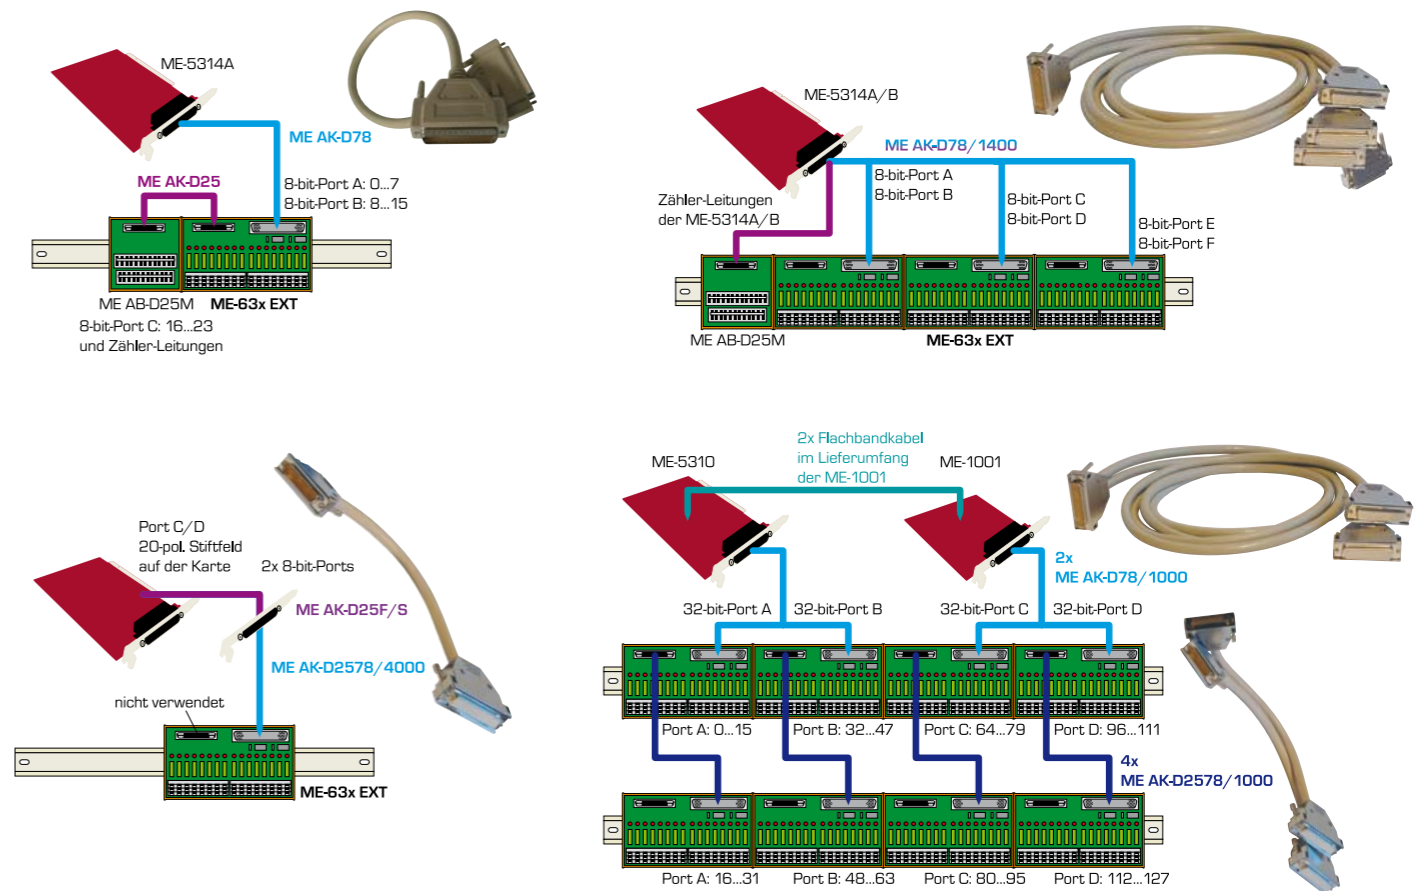 ME-5314A
ME AK-D78
ME AK-D25
8-bit-Port A: 0...7
8-bit-Port B: 8...15
ME AB-D25M
ME-63x EXT
8-bit-Port C: 16...23
und Zähler-Leitungen
ME-5314A/B
ME AK-D78/1400
8-bit-Port A
8-bit-Port B
Zähler-Leitungen
der ME-5314A/B
8-bit-Port C
8-bit-Port D
8-bit-Port E
8-bit-Port F
ME AB-D25M
ME-63x EXT
Port C/D
20-pol. Stiftfeld
auf der Karte
2x 8-bit-Ports
ME AK-D25F/S
ME AK-D2578/4000
nicht verwendet
ME-63x EXT
2x Flachbandkabel
im Lieferumfang
der ME-1001
ME-5310
ME-1001
2x
ME AK-D78/1000
32-bit-Port A
32-bit-Port B
32-bit-Port C
32-bit-Port D
Port A: 0...15
Port B: 32...47
Port C: 64...79
Port D: 96...111
4x
ME AK-D2578/1000
Port A: 16...31
Port B: 48...63
Port C: 80...95
Port D: 112...127